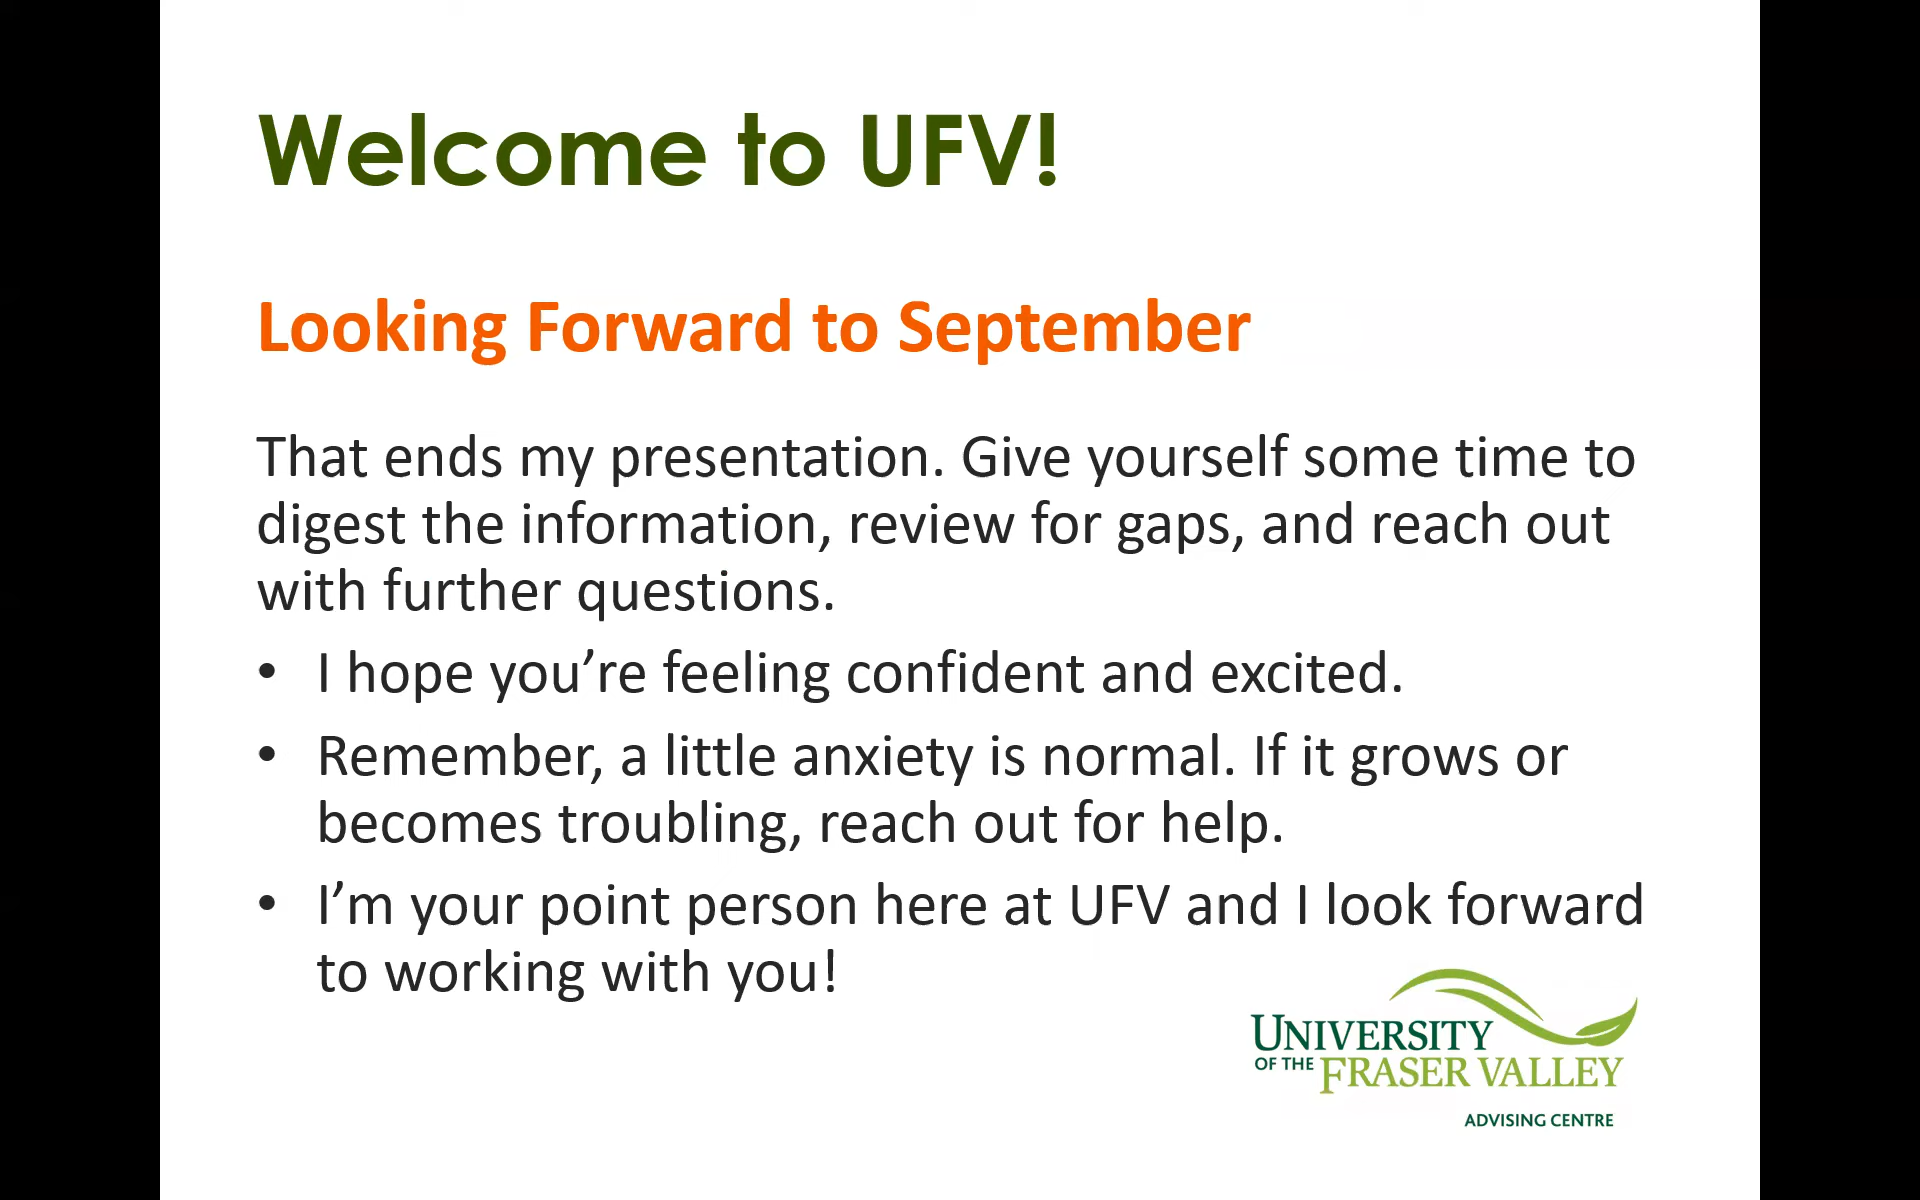 Welcome to UFV!
Looking Forward to September
That ends my presentation. Give yourself some time to
digest the information, review for gaps, and reach out
with further questions.
• I hope you’re feeling confident and excited.
• Remember, a little anxiety is normal. If it grows or
becomes troubling, reach out for help.
• I’m your point person here at UFV and I look forward
to working with you!
UNIVERSITY
OF THE FRASER VALLEY
ADVISING CENTRE